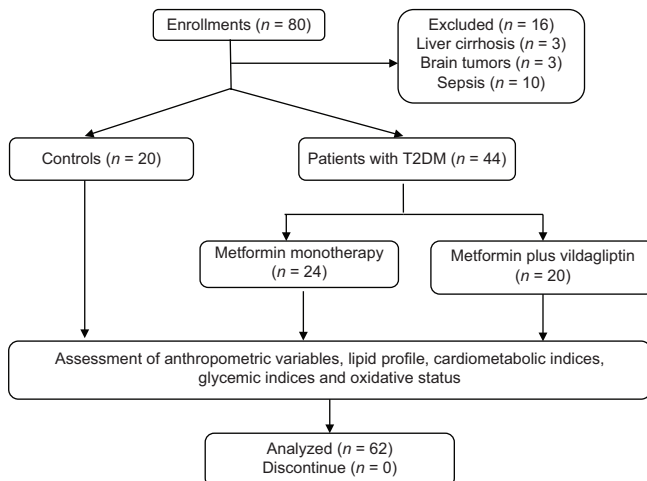 Enrollments (n = 80)
Excluded (n = 16)
Liver cirrhosis (n = 3)
Brain tumors (n = 3)
Sepsis (n = 10)
Controls (n = 20)
Patients with T2DM (n = 44)
Metformin monotherapy
(n = 24)
Metformin plus vildagliptin
(n = 20)
Assessment of anthropometric variables, lipid profile, cardiometabolic indices,
glycemic indices and oxidative status
Analyzed (n = 62)
Discontinue (n = 0)